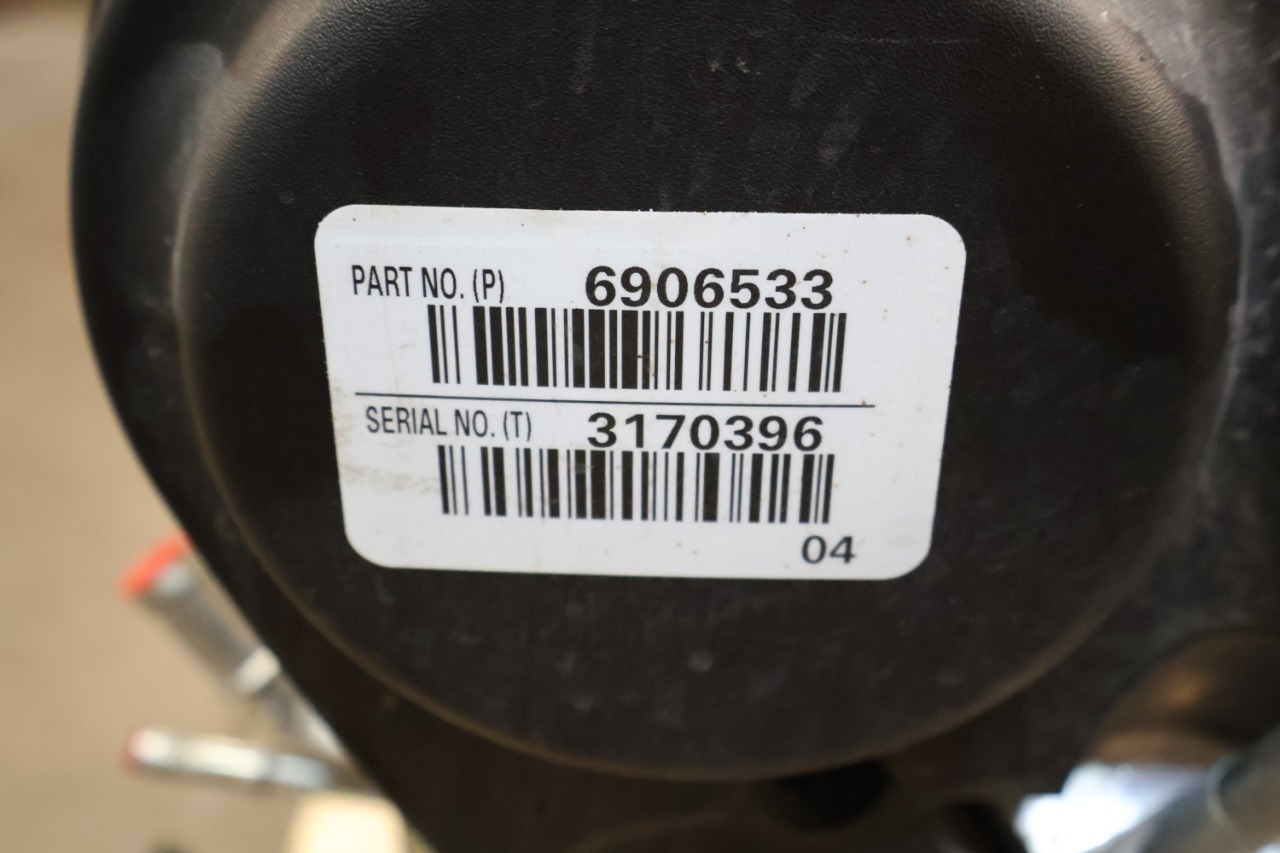 PART NO. (P) 6906533
SERIAL NO. (T) 3170396
04